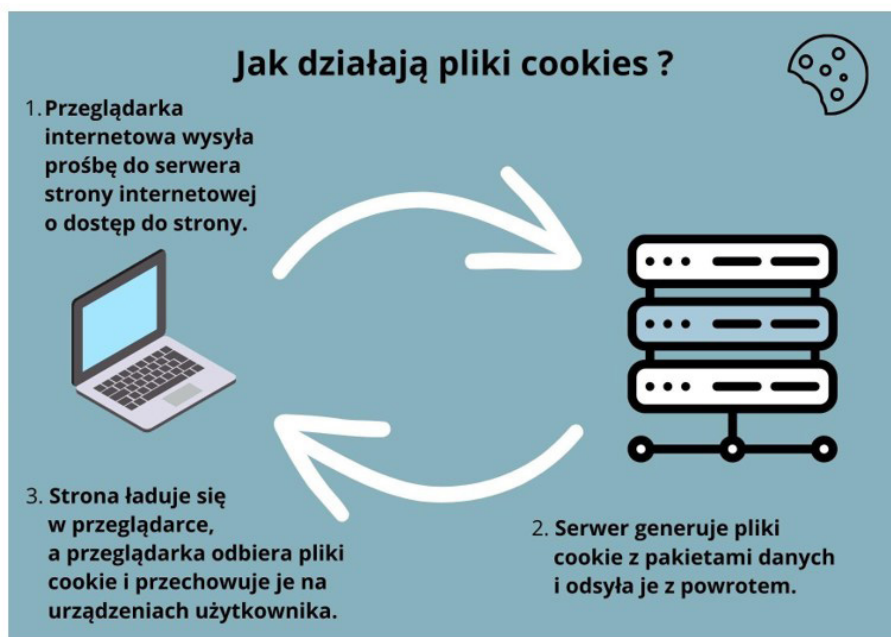 Jak działają pliki cookies ?
1. Przeglądarka
internetowa wysyła
prośbę do serwera
strony internetowej
o dostęp do strony.
2. Serwer generuje pliki
cookie z pakietami danych
i odsyła je z powrotem.
3. Strona ładuje się
w przeglądarce,
a przeglądarka odbiera pliki
cookie i przechowuje je na
urządzeniach użytkownika.